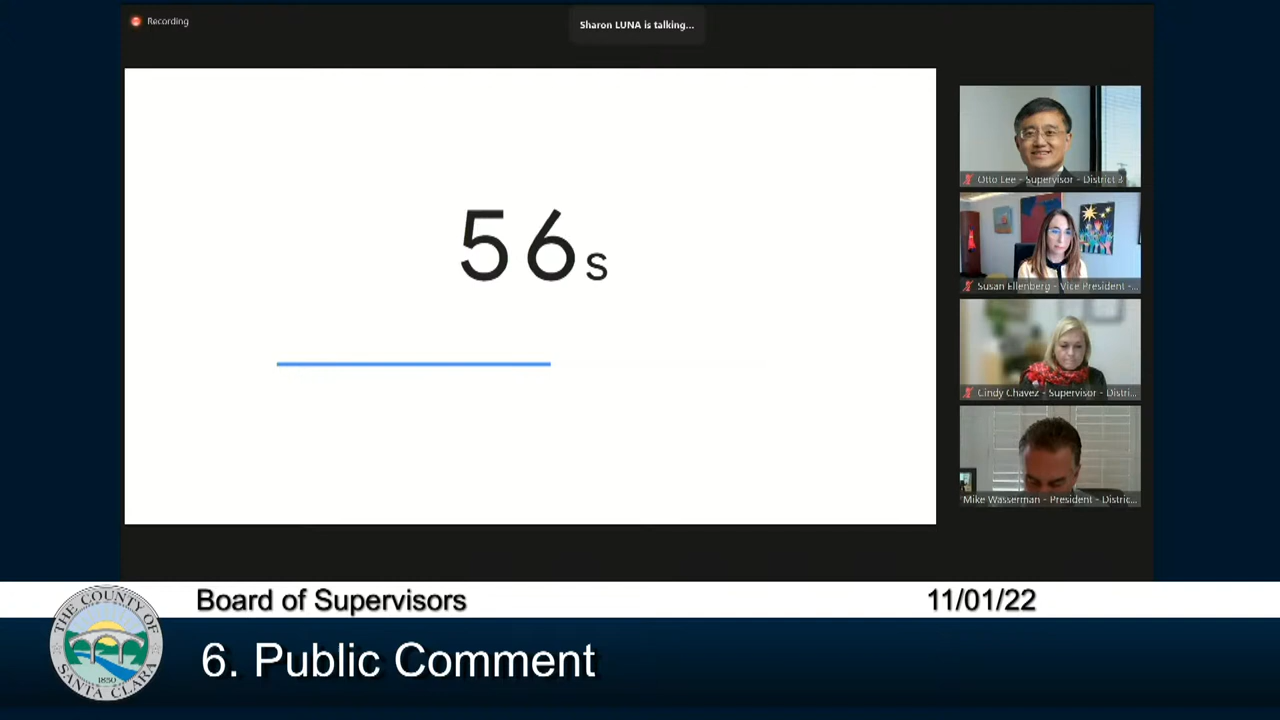 Recording
Sharon LUNA is talking...
56s
Otto Lee - Supervisor - District 3
Susan Ellenberg - Vice President -...
Cindy Chavez - Supervisor - Distri...
Mike Wasserman - President - Distric...
Board of Supervisors
11/01/22
6. Public Comment
THE COUNTY OF
SANTA CLARA
1850